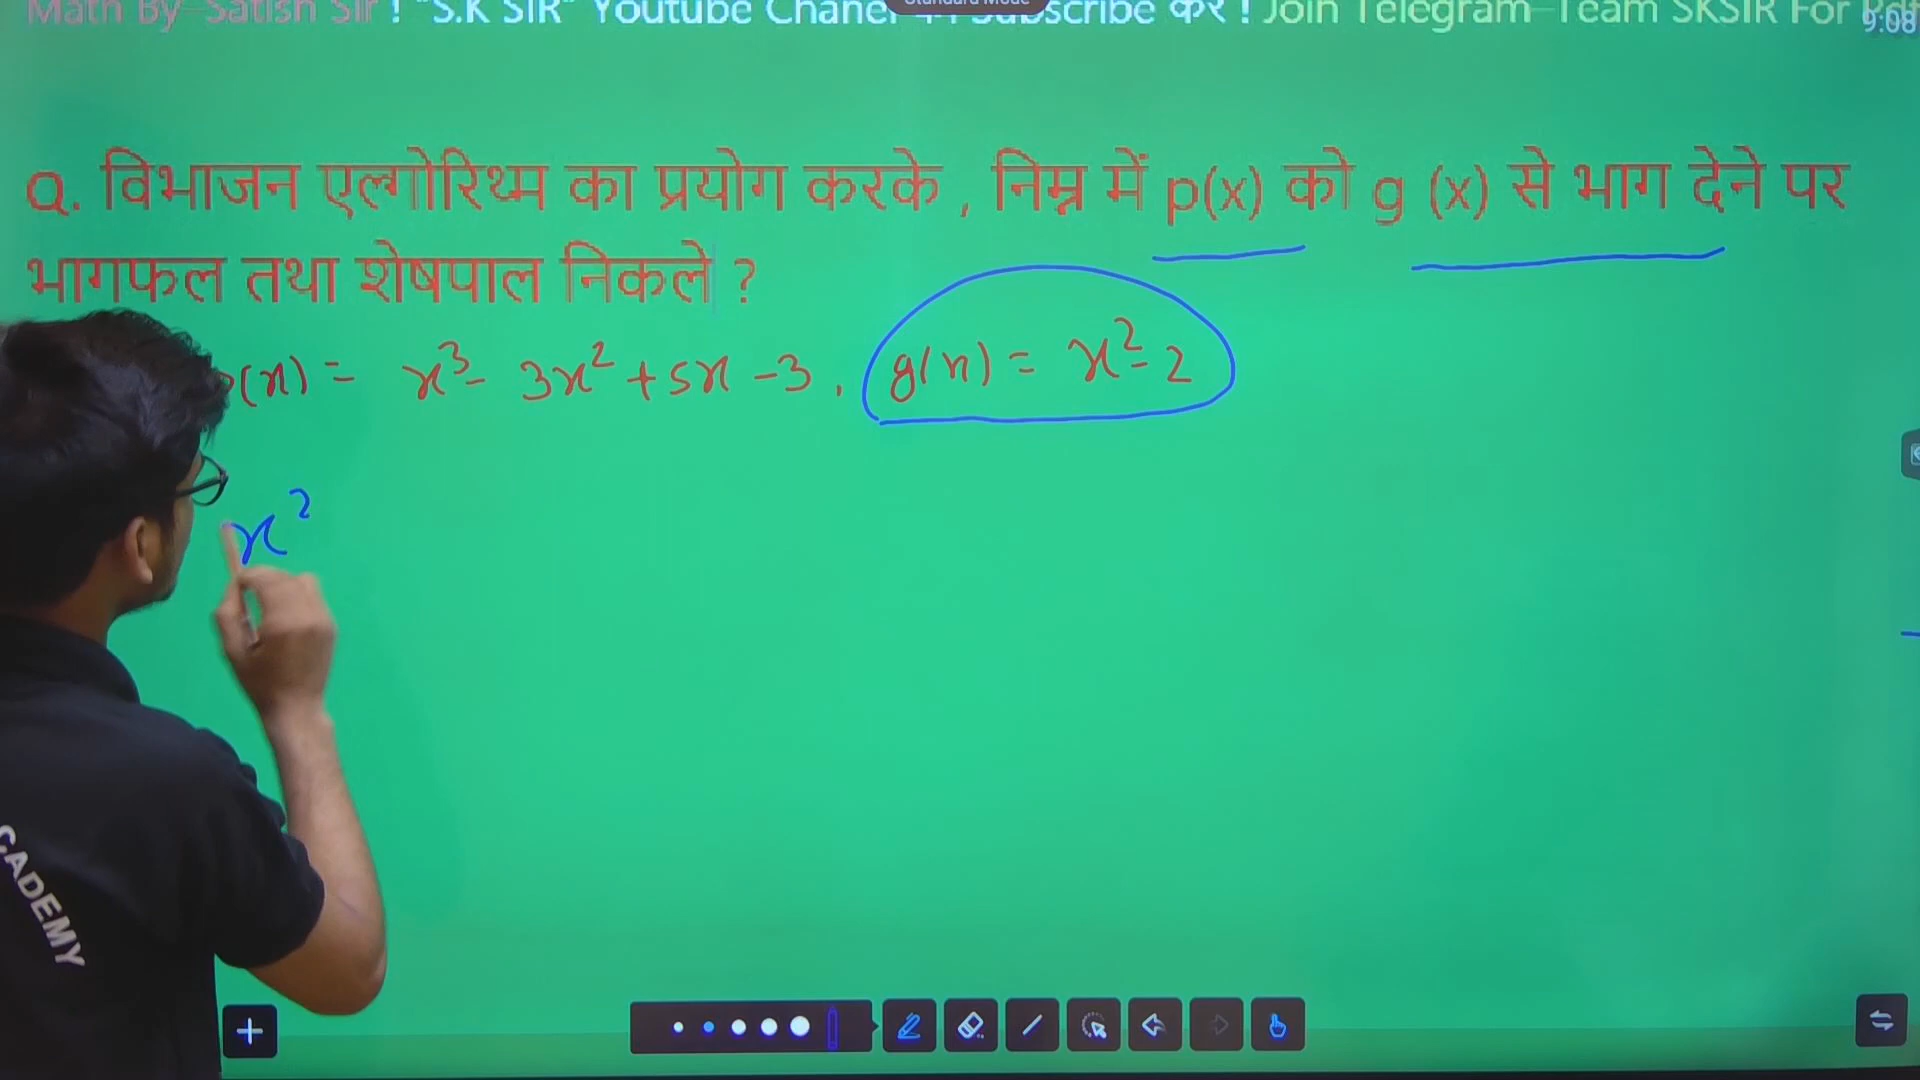 Math By Satish Sir ! "S.K SIR" Youtube Chanel Subscribe करे ! Join Telegram Team SKSIR For Pdf
9:08
Q. विभाजन एल्गोरिथ्म का प्रयोग करके , निम्न में p(x) को g (x) से भाग देने पर
भागफल तथा शेषपाल निकले ?
(x) = x³ - 3x² + 5x - 3 , g(x) = x² - 2
x²
CADEMY